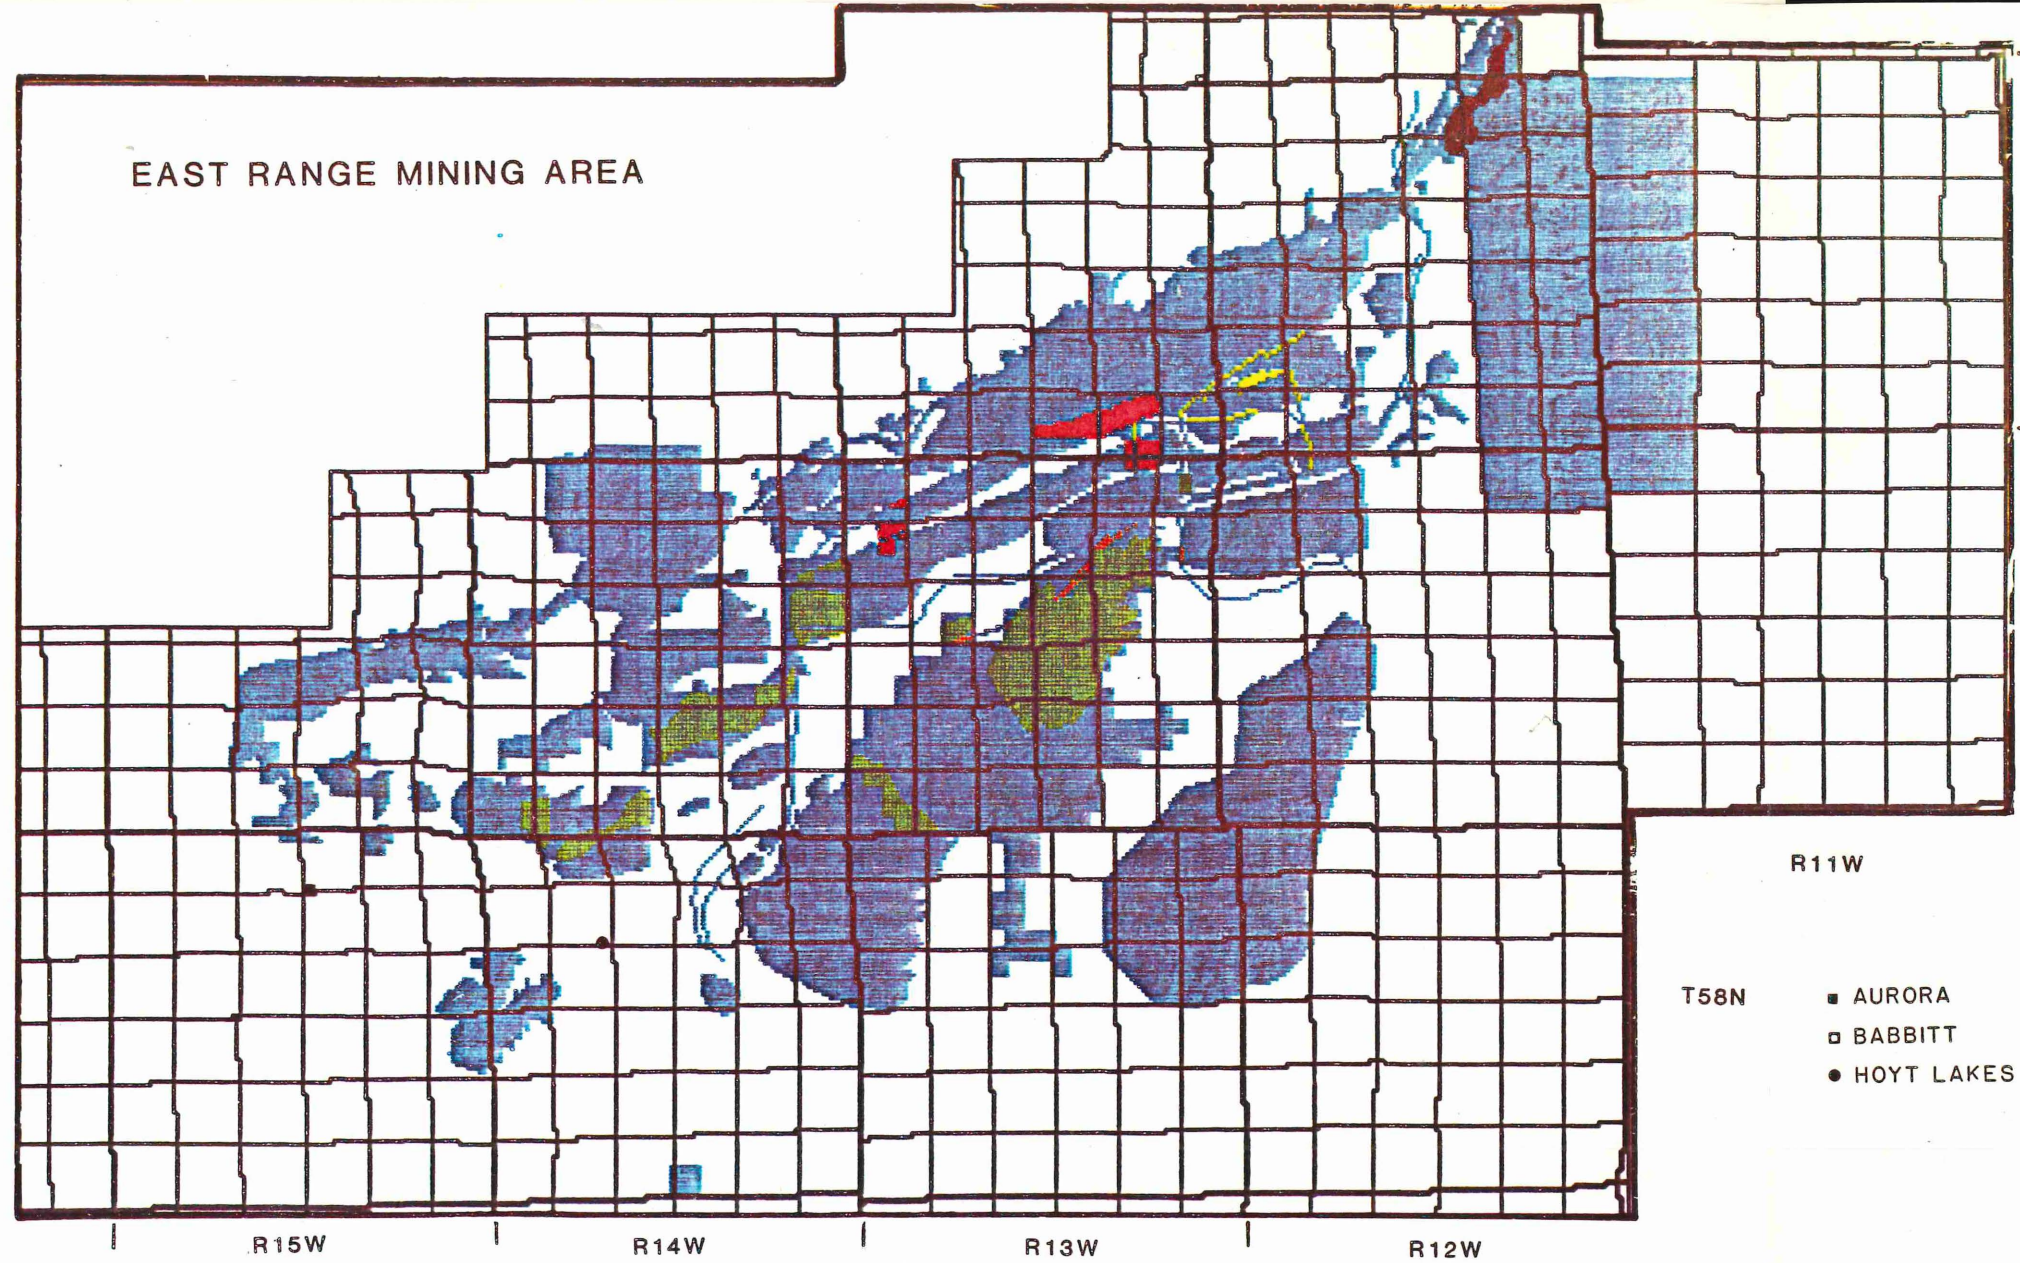 EAST RANGE MINING AREA
R11W
T58N
AURORA
BABBITT
HOYT LAKES
R15W
R14W
R13W
R12W